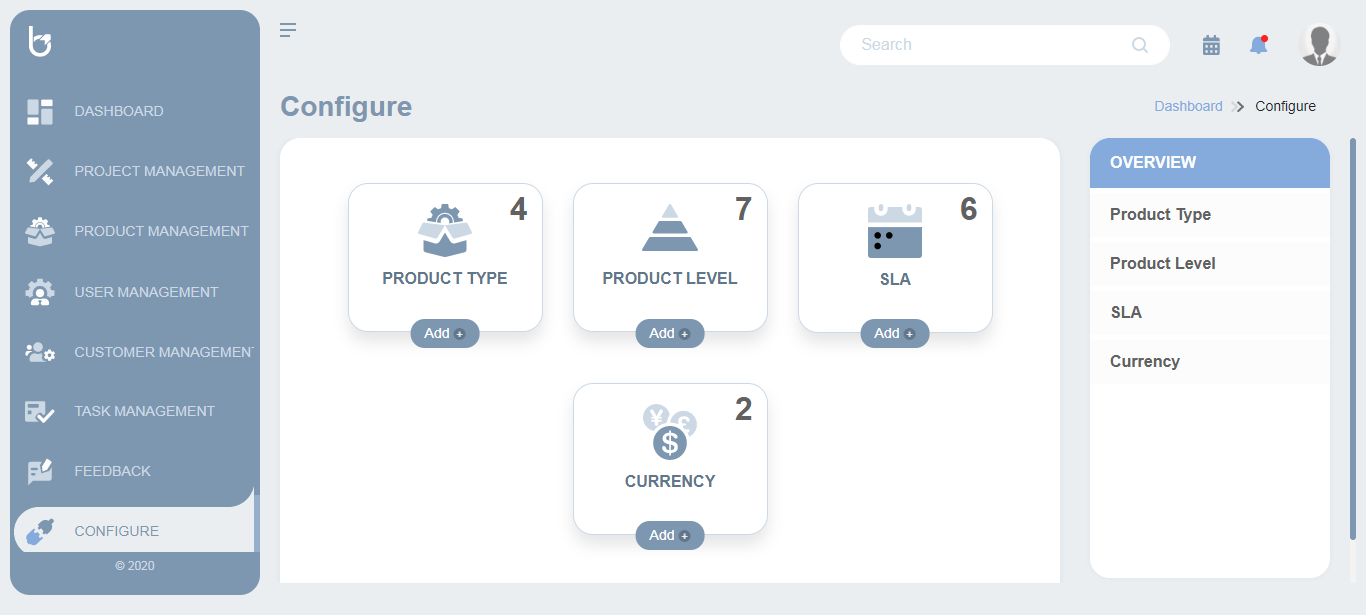 Search
Configure
Dashboard
Configure
DASHBOARD
PROJECT MANAGEMENT
PRODUCT MANAGEMENT
USER MANAGEMENT
CUSTOMER MANAGEMENT
TASK MANAGEMENT
FEEDBACK
CONFIGURE
© 2020
4
PRODUCT TYPE
Add
7
PRODUCT LEVEL
Add
6
SLA
Add
¥ £ $
2
CURRENCY
Add
OVERVIEW
Product Type
Product Level
SLA
Currency